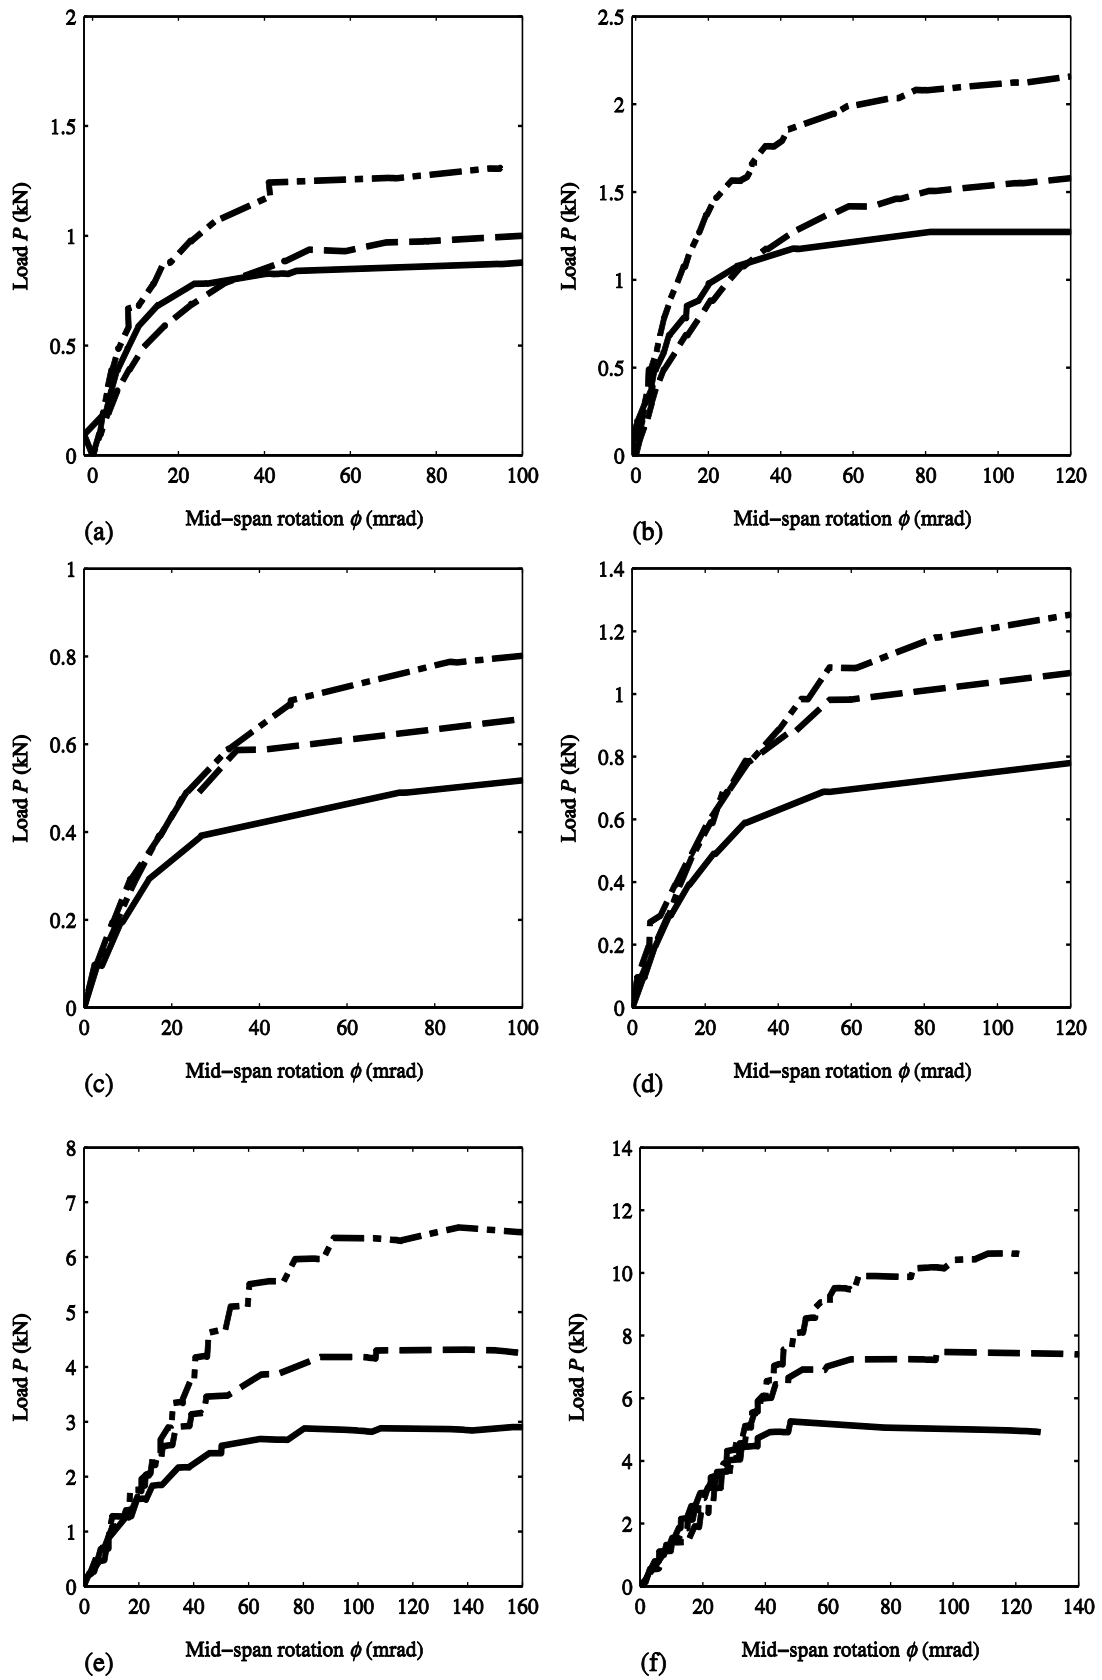 2 2.5
1.5 2
1 1.5
0.5 1
0 0.5
0
Load P (kN) Load P (kN)
0 20 40 60 80 100 0 20 40 60 80 100 120
Mid−span rotation ϕ (mrad) Mid−span rotation ϕ (mrad)
(a) (b)
1 1.4
0.8 1.2
0.6 1
0.4 0.8
0.2 0.6
0 0.4
0.2
0
Load P (kN) Load P (kN)
0 20 40 60 80 100 0 20 40 60 80 100 120
Mid−span rotation ϕ (mrad) Mid−span rotation ϕ (mrad)
(c) (d)
8 14
7 12
6 10
5 8
4 6
3 4
2 2
1 0
0
Load P (kN) Load P (kN)
0 20 40 60 80 100 120 140 160 0 20 40 60 80 100 120 140
Mid−span rotation ϕ (mrad) Mid−span rotation ϕ (mrad)
(e) (f)